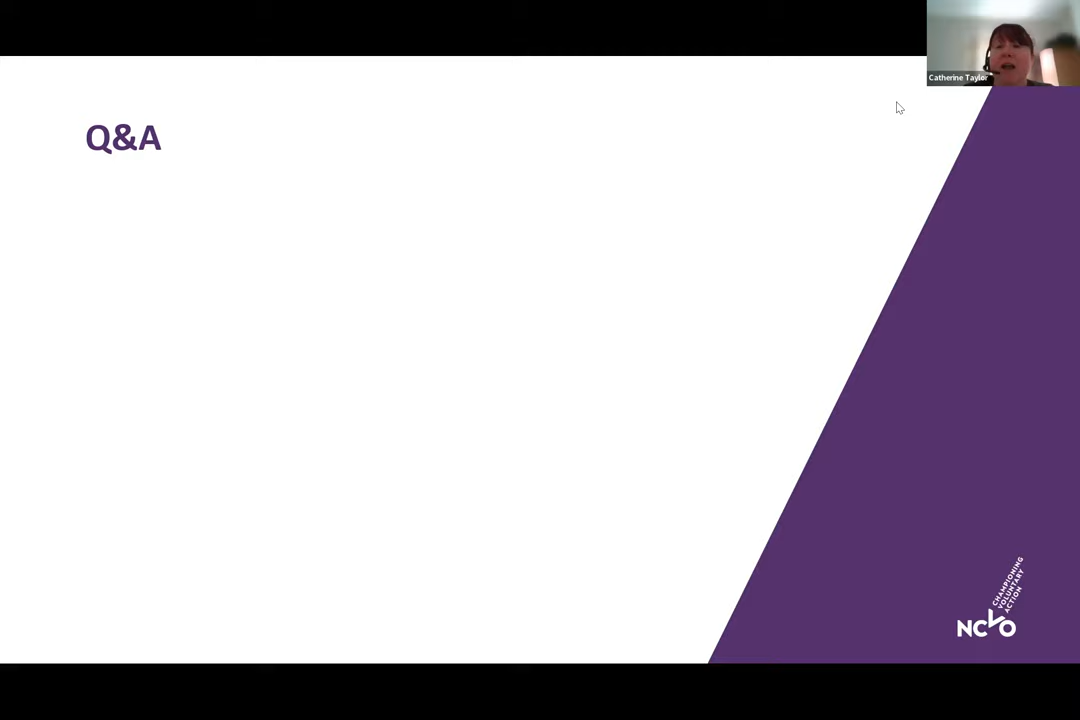 Catherine Taylor
Q&A
CHAMPIONING
VOLUNTARY
ACTION
NCVO